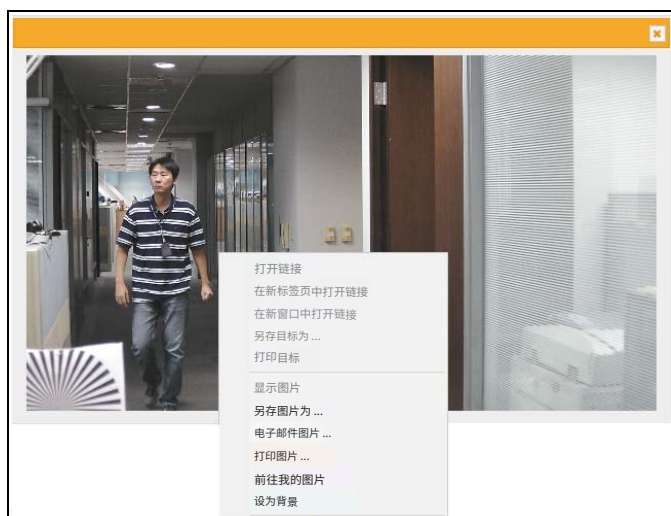 打开链接
在新标签页中打开链接
在新窗口中打开链接
另存目标为 ...
打印目标
显示图片
另存图片为 ...
电子邮件图片 ...
打印图片 ...
前往我的图片
设为背景